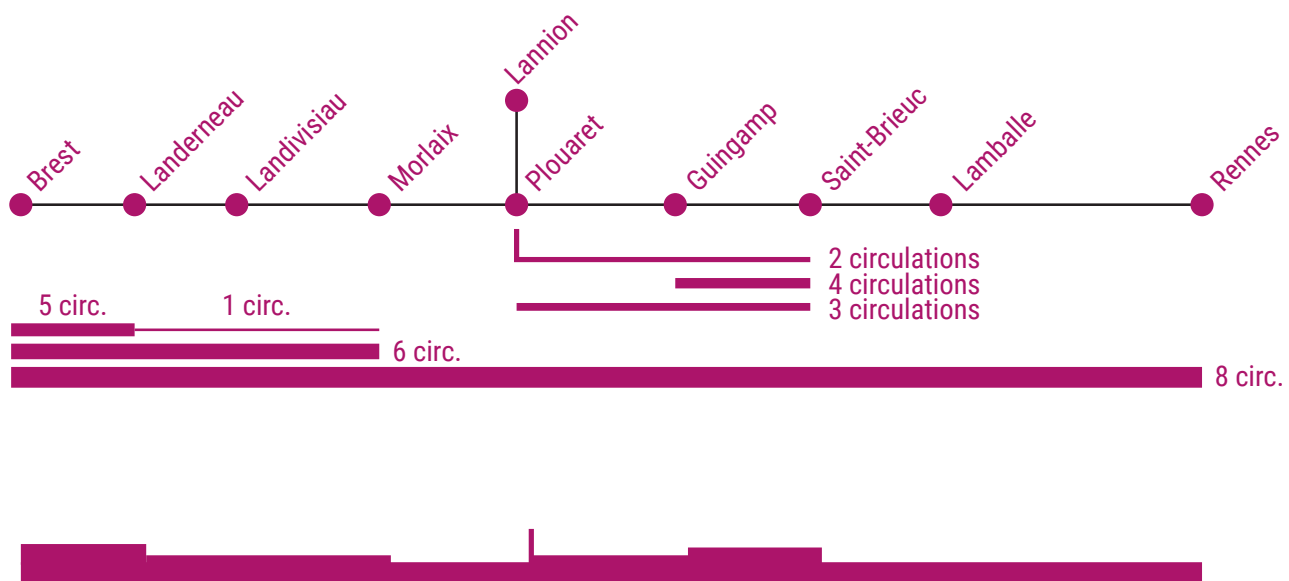 Lannion
Brest
Landerneau
Landivisiau
Morlaix
Plouaret
Guingamp
Saint-Brieuc
Lamballe
Rennes
2 circulations
4 circulations
3 circulations
5 circ.
1 circ.
6 circ.
8 circ.